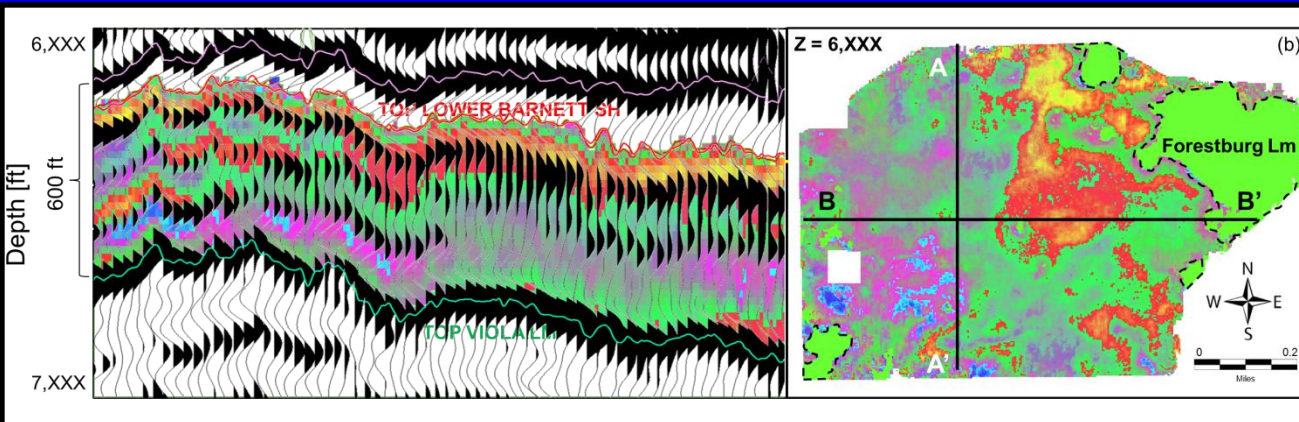 6,XXX
Depth [ft]
600 ft
7,XXX
TOP LOWER BARNETT SH
TOP VIOLA LM
Z = 6,XXX
(b)
A
Forestburg Lm
B
B'
A'
N
W
E
S
0
0.2
Miles